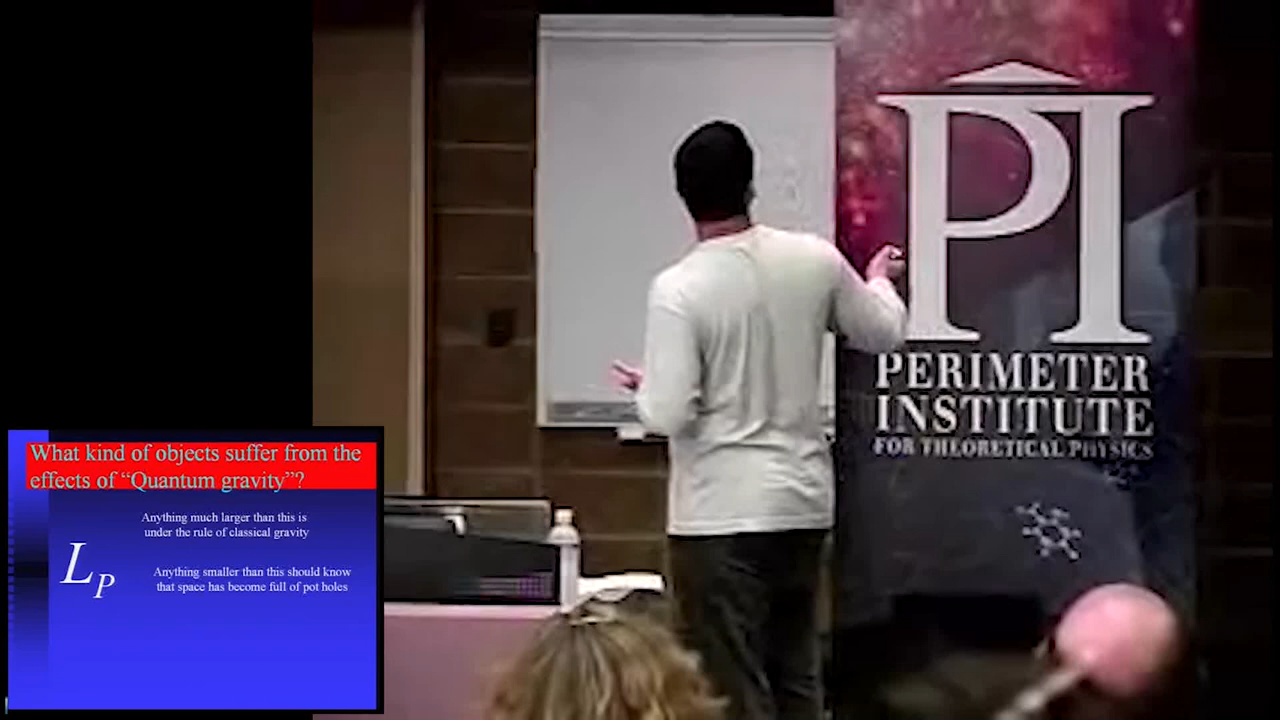 PI
PERIMETER
INSTITUTE
FOR THEORETICAL PHYSICS
What kind of objects suffer from the
effects of “Quantum gravity”?
Anything much larger than this is
under the rule of classical gravity
LP
Anything smaller than this should know
that space has become full of pot holes